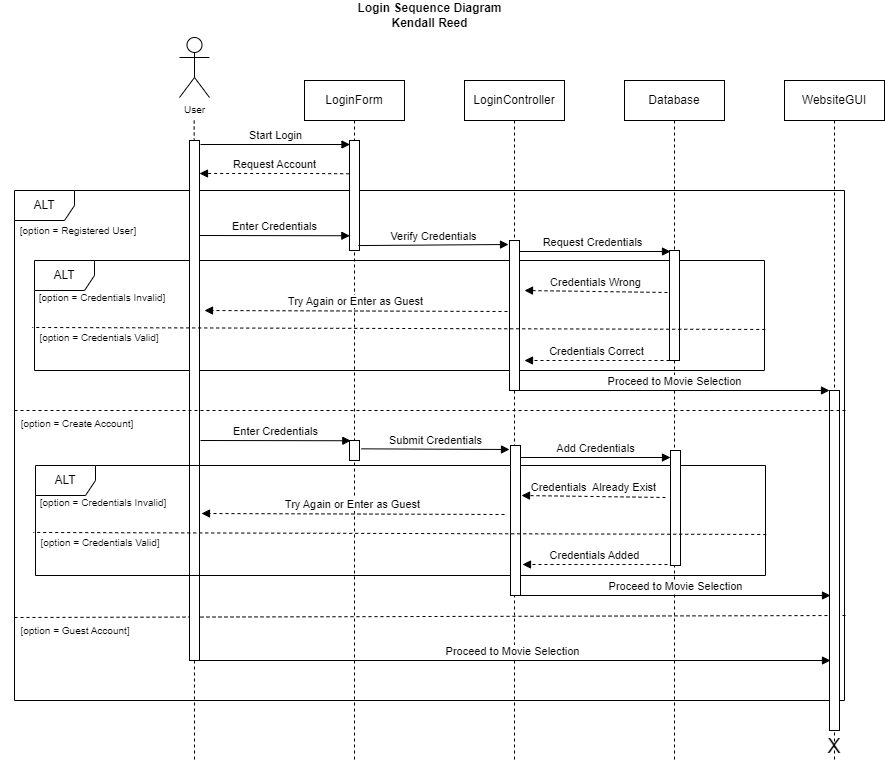 Login Sequence Diagram
Kendall Reed
User
LoginForm
LoginController
Database
WebsiteGUI
Start Login
Request Account
ALT
[option = Registered User]
Enter Credentials
Verify Credentials
Request Credentials
ALT
[option = Credentials Invalid]
Credentials Wrong
Try Again or Enter as Guest
[option = Credentials Valid]
Credentials Correct
Proceed to Movie Selection
[option = Create Account]
Enter Credentials
Submit Credentials
Add Credentials
ALT
[option = Credentials Invalid]
Credentials Already Exist
Try Again or Enter as Guest
[option = Credentials Valid]
Credentials Added
Proceed to Movie Selection
[option = Guest Account]
Proceed to Movie Selection
X